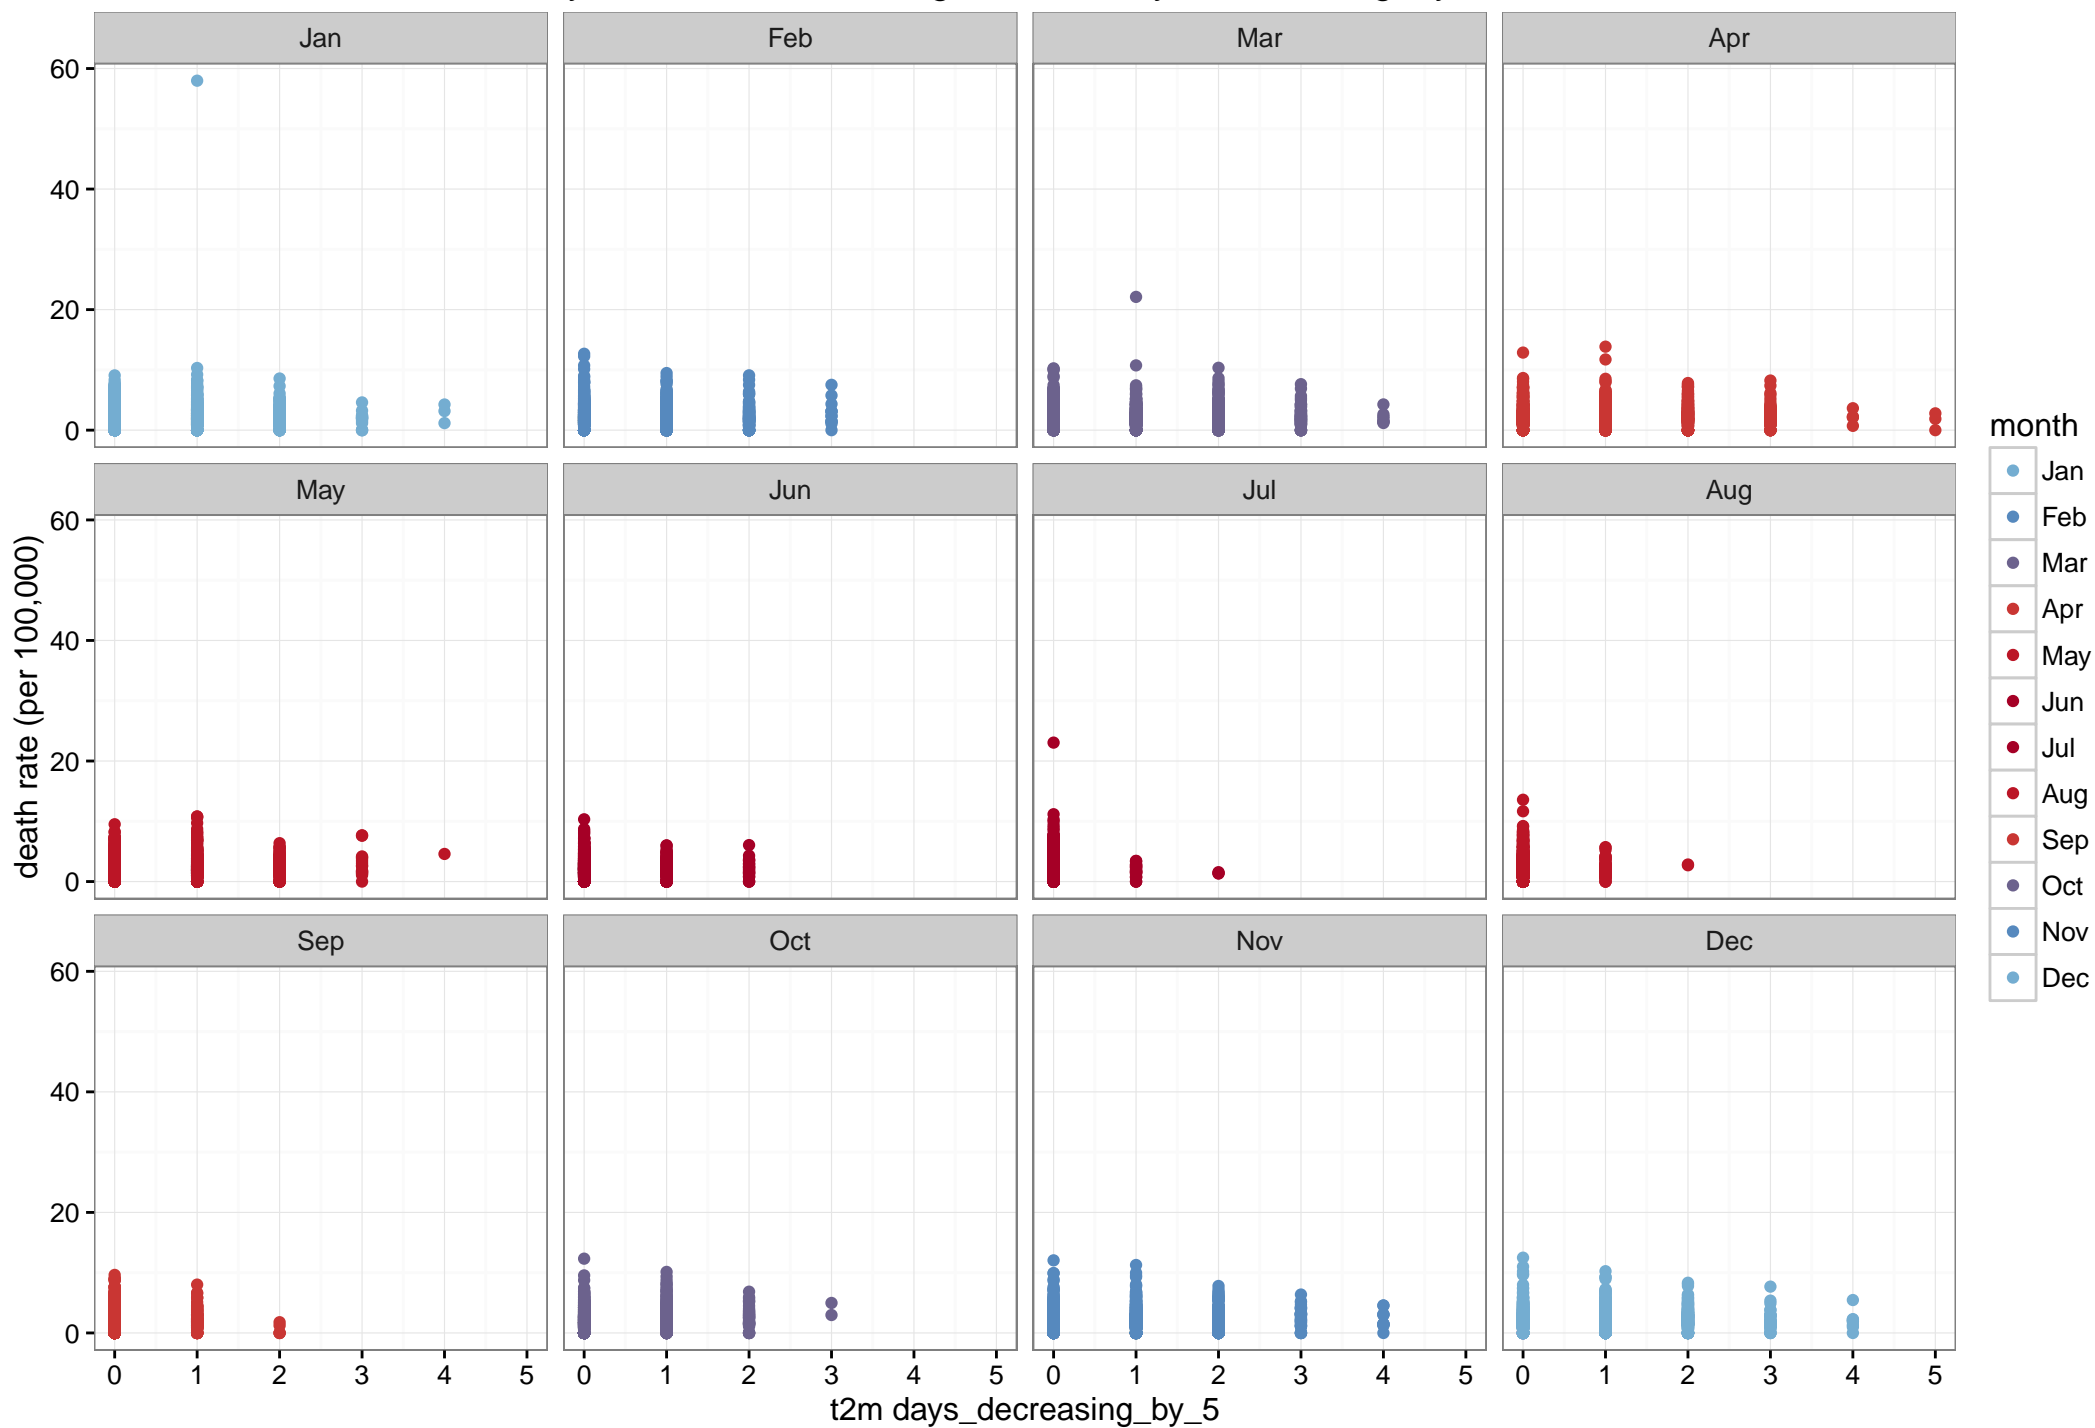 Jan Feb Mar Apr
60
40
20
0
May Jun Jul Aug
60
40
20
0
Sep Oct Nov Dec
60
40
20
0
0 1 2 3 4 5 0 1 2 3 4 5 0 1 2 3 4 5 0 1 2 3 4 5
t2m days_decreasing_by_5
death rate (per 100,000)
month
Jan
Feb
Mar
Apr
May
Jun
Jul
Aug
Sep
Oct
Nov
Dec